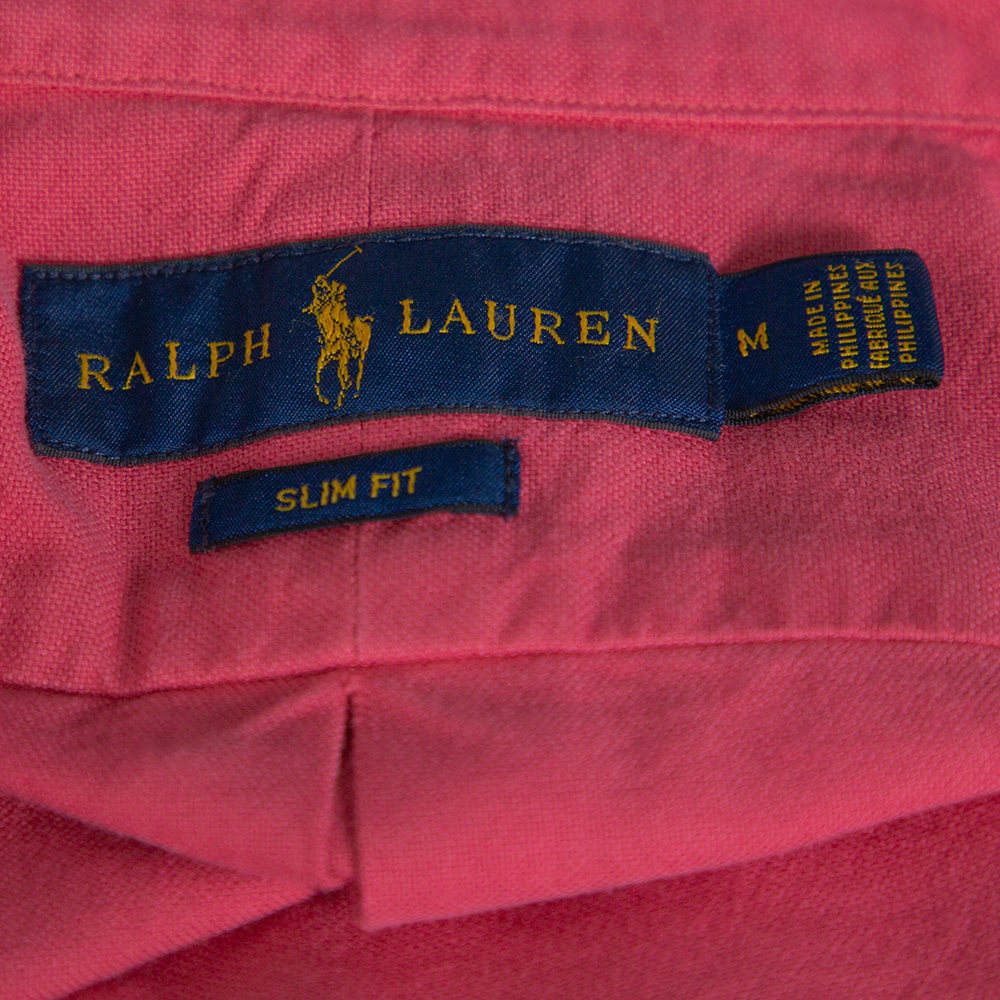 RALPH LAUREN
M
MADE IN
PHILIPPINES
FABRIQUÉ AUX
PHILIPPINES
SLIM FIT